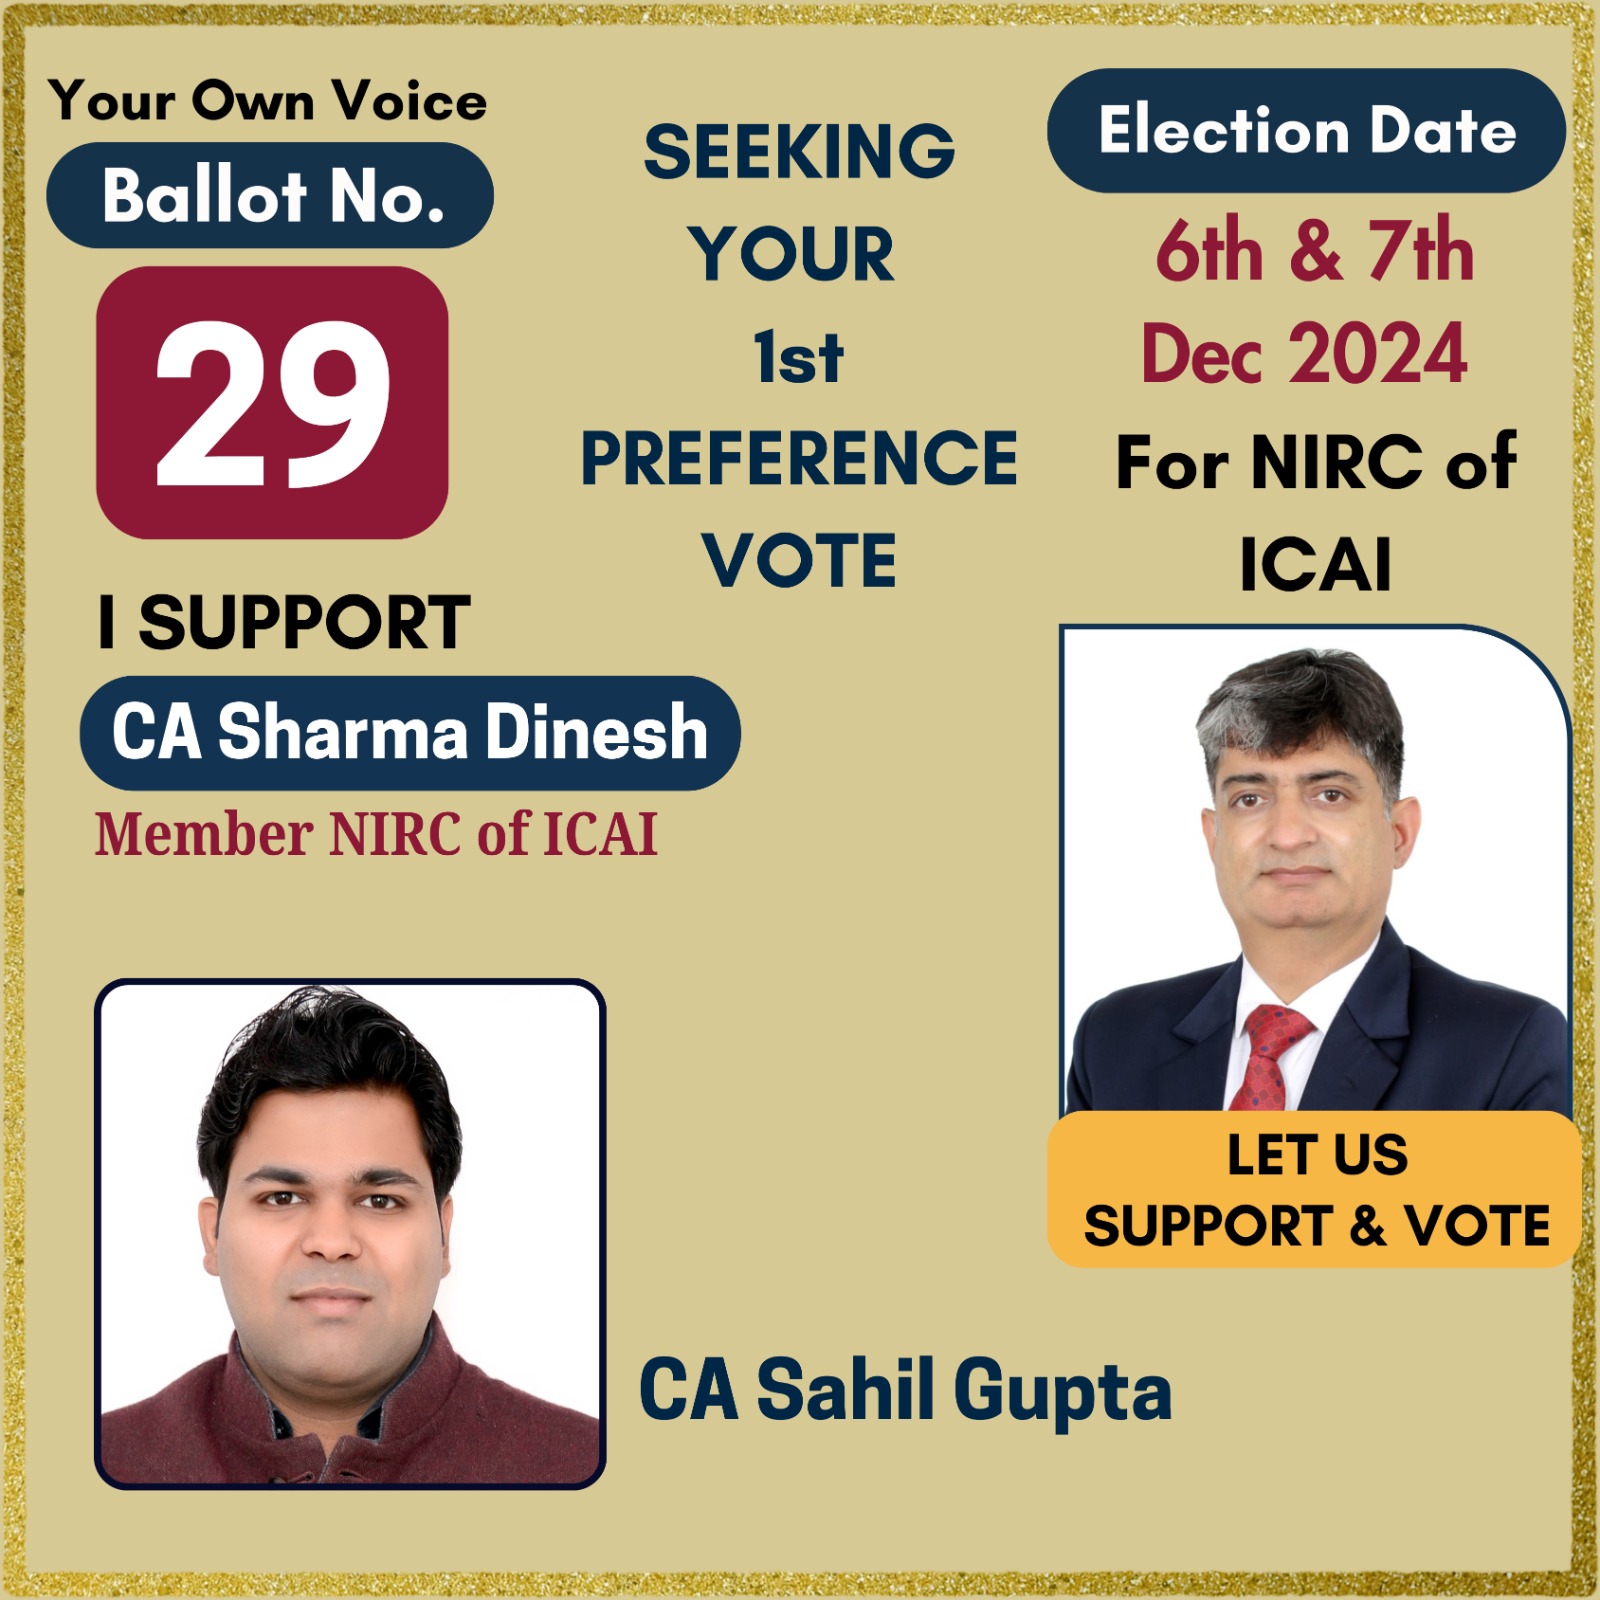 Your Own Voice
Ballot No.
29
SEEKING
YOUR
1st
PREFERENCE
VOTE
Election Date
6th & 7th
Dec 2024
For NIRC of
ICAI
I SUPPORT
CA Sharma Dinesh
Member NIRC of ICAI
LET US
SUPPORT & VOTE
CA Sahil Gupta